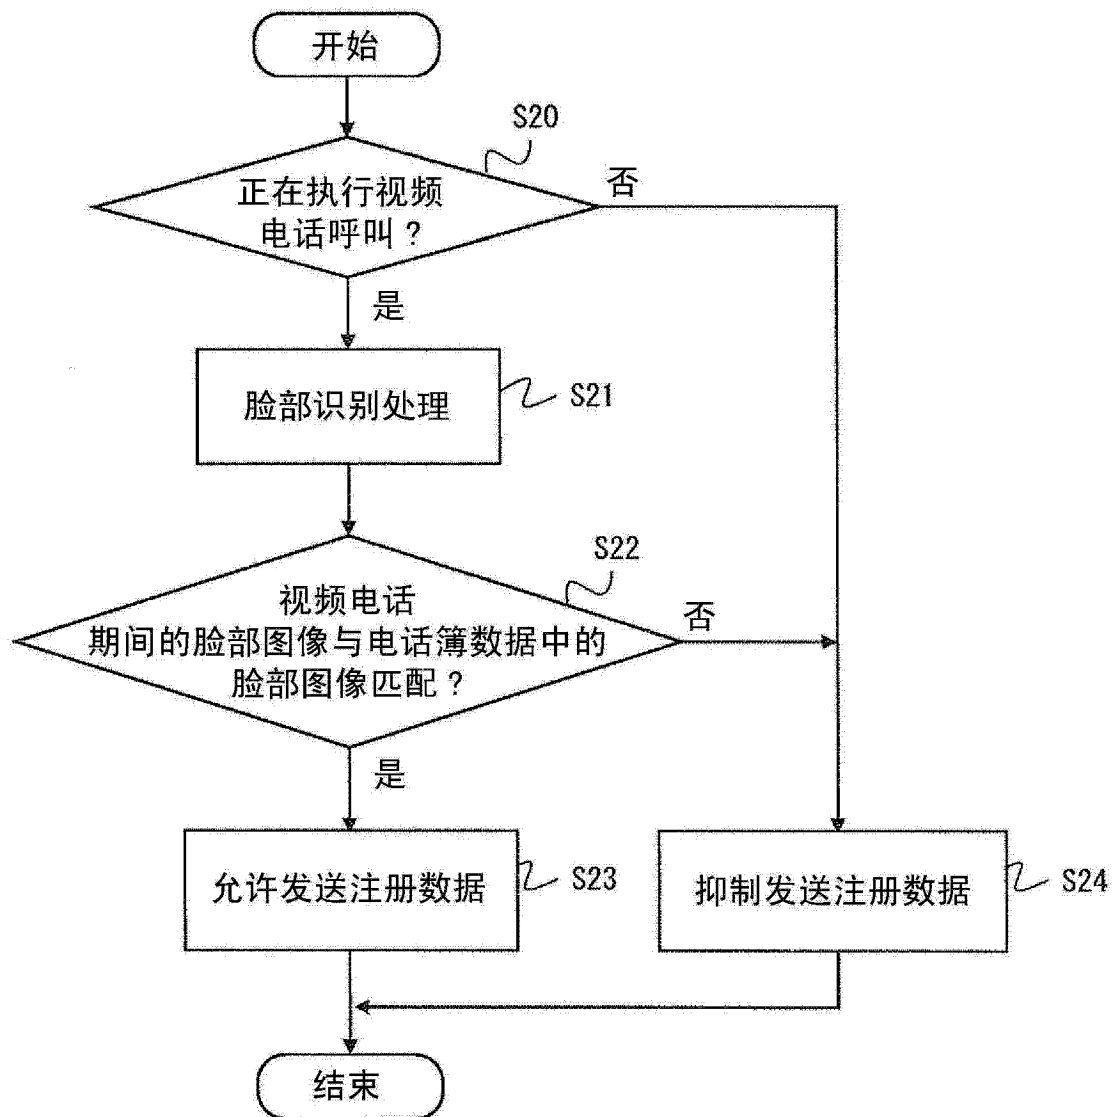 开始
S20
正在执行视频
电话呼叫？
否
是
脸部识别处理
S21
S22
视频电话
期间的脸部图像与电话簿数据中的
脸部图像匹配？
否
是
允许发送注册数据
S23
抑制发送注册数据
S24
结束